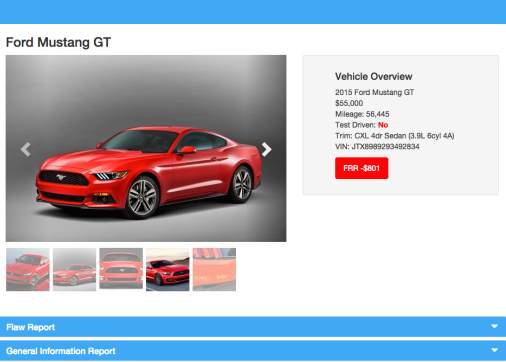 Ford Mustang GT
Vehicle Overview
2015 Ford Mustang GT
$55,000
Mileage: 56,445
Test Driven: No
Trim: CXL 4dr Sedan (3.9L 6cyl 4A)
VIN: JTX8989293492834
FRR -$601
Flaw Report
General Information Report